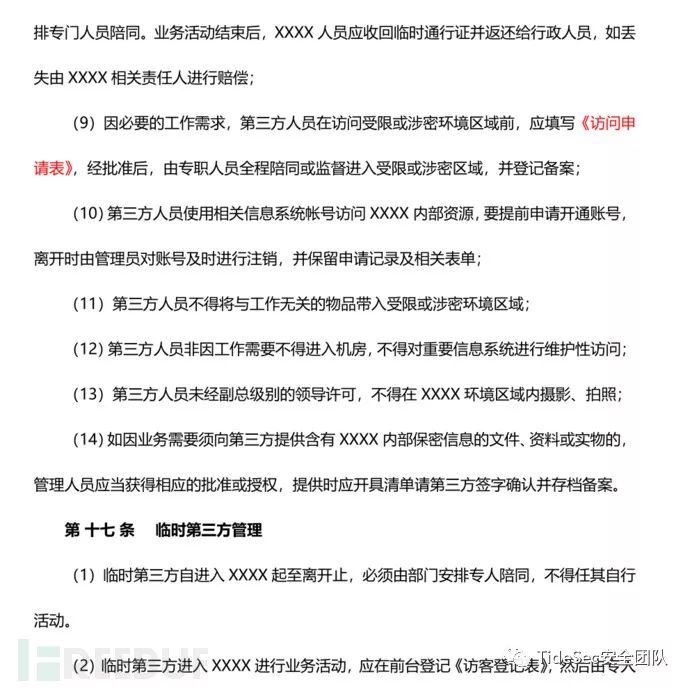 排专门人员陪同。业务活动结束后，XXXX 人员应收回临时通行证并返还给行政人员，如丢
失由 XXXX 相关责任人进行赔偿；
（9）因必要的工作需求，第三方人员在访问受限或涉密环境区域前，应填写《访问申
请表》，经批准后，由专职人员全程陪同或监督进入受限或涉密区域，并登记备案；
（10）第三方人员使用相关信息系统帐号访问 XXXX 内部资源，要提前申请开通账号，
离开时由管理员对账号及时进行注销，并保留申请记录及相关表单；
（11）第三方人员不得将与工作无关的物品带入受限或涉密环境区域；
（12）第三方人员非因工作需要不得进入机房，不得对重要信息系统进行维护性访问；
（13）第三方人员未经副总级别的领导许可，不得在 XXXX 环境区域内摄影、拍照；
（14）如因业务需要须向第三方提供含有 XXXX 内部保密信息的文件、资料或实物的，
管理人员应当获得相应的批准或授权，提供时应开具清单请第三方签字确认并存档备案。
第 十七 条 临时第三方管理
（1）临时第三方自进入 XXXX 起至离开止，必须由部门安排专人陪同，不得任其自行
活动。
（2）临时第三方进入 XXXX 进行业务活动，应在前台登记《访客登记表》，然后由专人
FREEBUF
TideSec安全团队